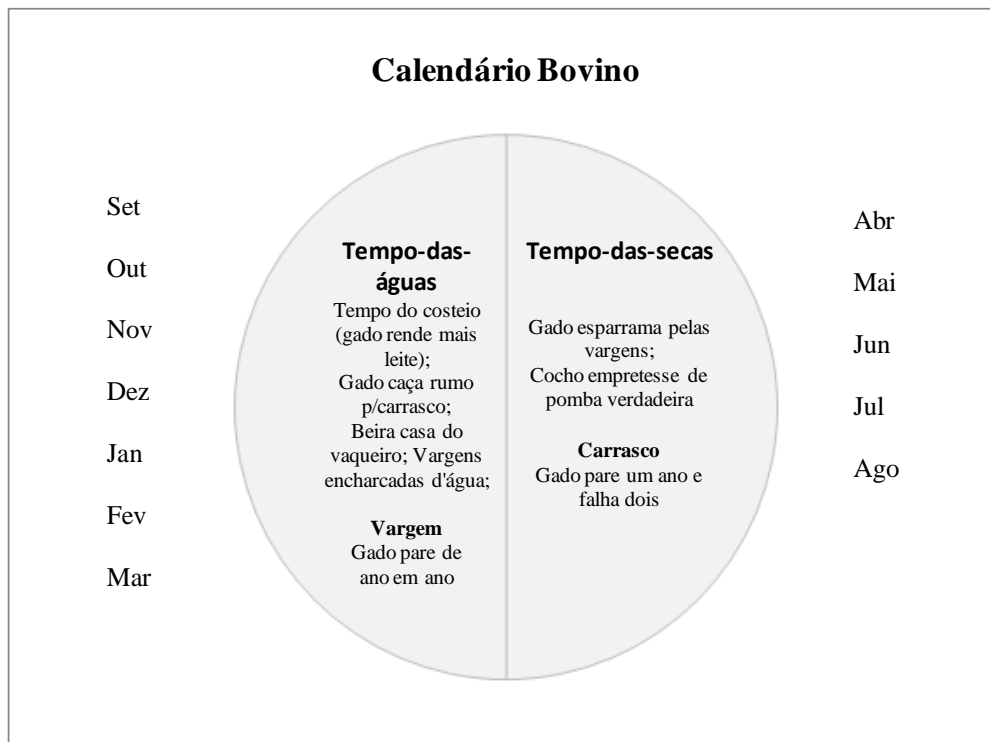 Calendário Bovino
Set
Out
Nov
Dez
Jan
Fev
Mar
Tempo-das-
águas
Tempo do costeio
(gado rende mais
leite);
Gado caça rumo
p/carrasco;
Beira casa do
vaqueiro; Vargens
encharcadas d'água;
Vargem
Gado pare de
ano em ano
Tempo-das-secas
Gado esparrama pelas
vargens;
Cocho empretesse de
pomba verdadeira
Carrasco
Gado pare um ano e
falha dois
Abr
Mai
Jun
Jul
Ago